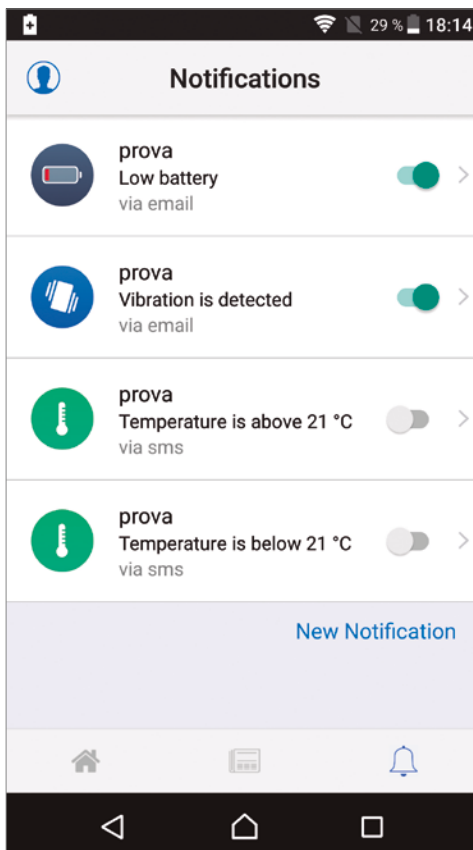 29 % 18:14
Notifications
prova
Low battery
via email
prova
Vibration is detected
via email
prova
Temperature is above 21 °C
via sms
prova
Temperature is below 21 °C
via sms
New Notification